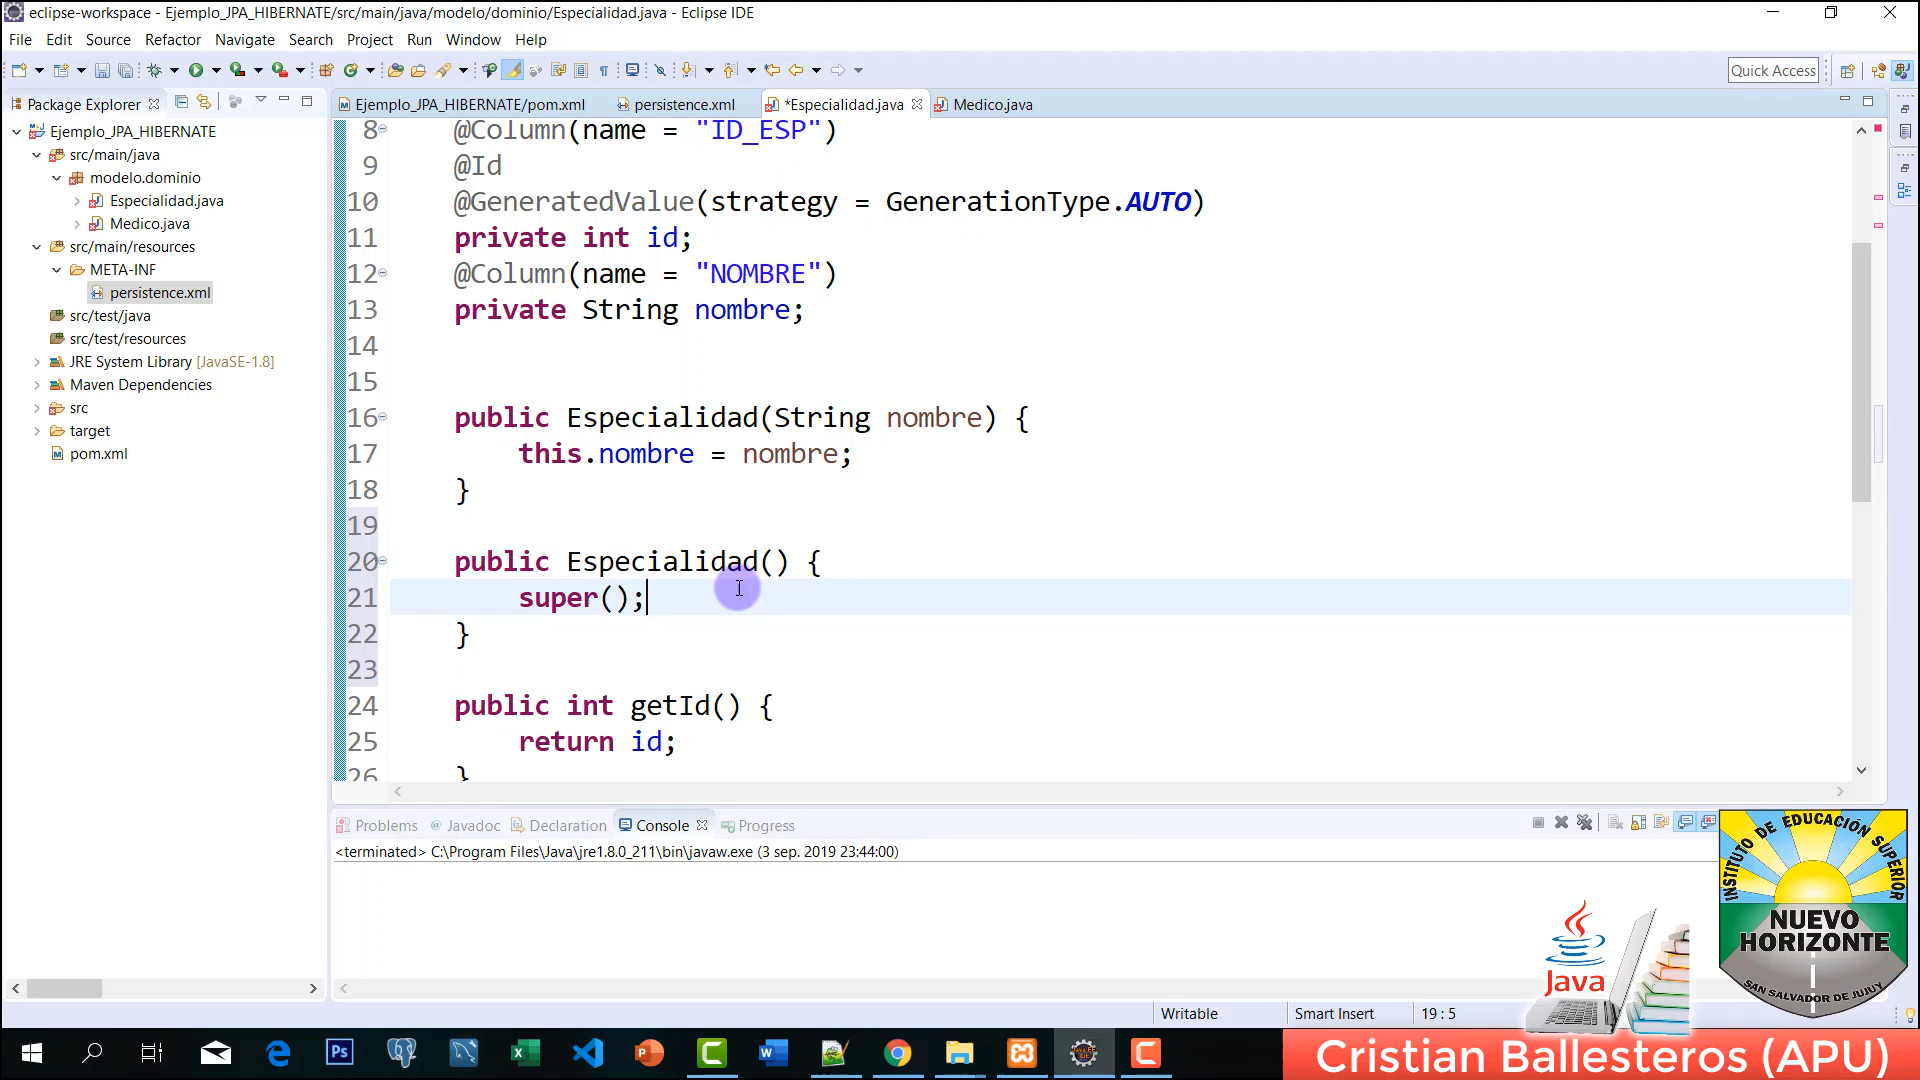 eclipse-workspace - Ejemplo_JPA_HIBERNATE/src/main/java/modelo/dominio/Especialidad.java - Eclipse IDE
File Edit Source Refactor Navigate Search Project Run Window Help
Quick Access
Package Explorer
Ejemplo_JPA_HIBERNATE
src/main/java
modelo.dominio
Especialidad.java
Medico.java
src/main/resources
META-INF
persistence.xml
src/test/java
src/test/resources
JRE System Library [JavaSE-1.8]
Maven Dependencies
src
target
pom.xml
Ejemplo_JPA_HIBERNATE/pom.xml persistence.xml *Especialidad.java Medico.java
8 @Column(name = "ID_ESP")
9 @Id
10 @GeneratedValue(strategy = GenerationType.AUTO)
11 private int id;
12 @Column(name = "NOMBRE")
13 private String nombre;
14
15
16 public Especialidad(String nombre) {
17 this.nombre = nombre;
18 }
19
20 public Especialidad() {
21 super();
22 }
23
24 public int getId() {
25 return id;
26 }
Problems @ Javadoc Declaration Console Progress
<terminated> C:\Program Files\Java\jre1.8.0_211\bin\javaw.exe (3 sep. 2019 23:44:00)
Writable Smart Insert 19 : 5
Java
INSTITUTO DE EDUCACIÓN SUPERIOR
NUEVO
HORIZONTE
SAN SALVADOR DE JUJUY
Cristian Ballesteros (APU)